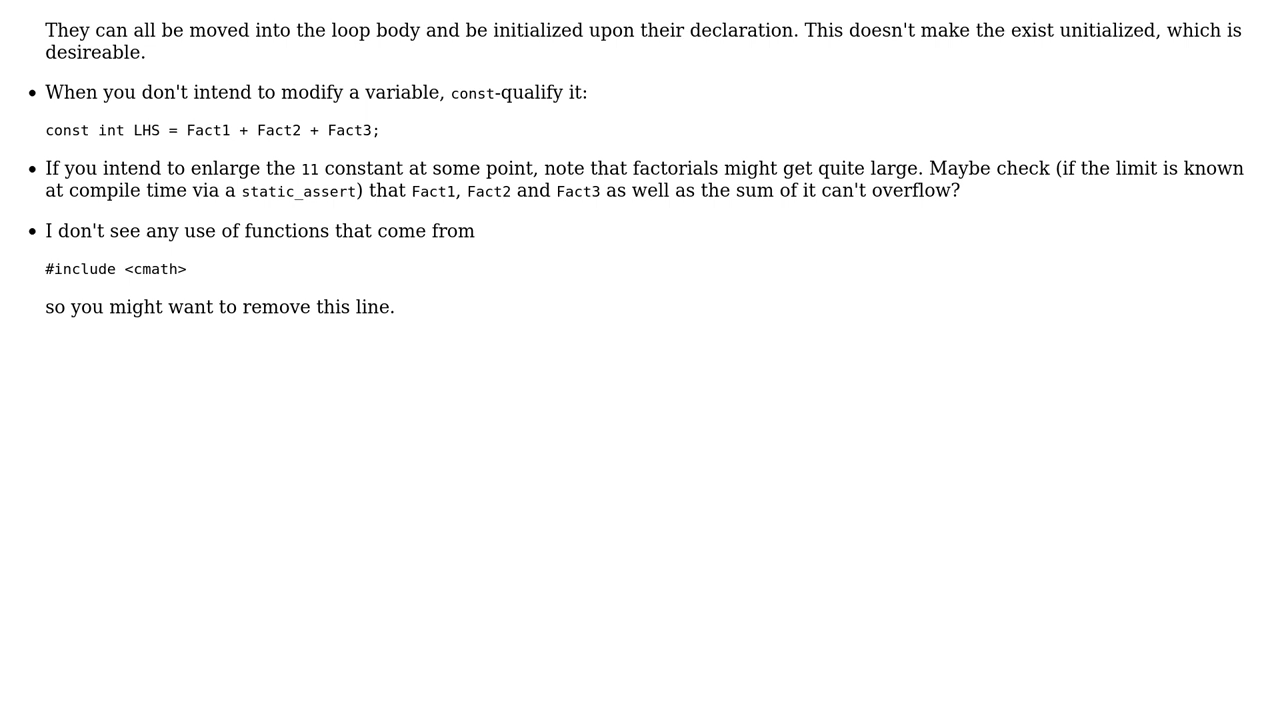 They can all be moved into the loop body and be initialized upon their declaration. This doesn't make the exist unitialized, which is
desireable.
• When you don't intend to modify a variable, const-qualify it:
const int LHS = Fact1 + Fact2 + Fact3;
• If you intend to enlarge the 11 constant at some point, note that factorials might get quite large. Maybe check (if the limit is known
at compile time via a static_assert) that Fact1, Fact2 and Fact3 as well as the sum of it can't overflow?
• I don't see any use of functions that come from
#include <cmath>
so you might want to remove this line.